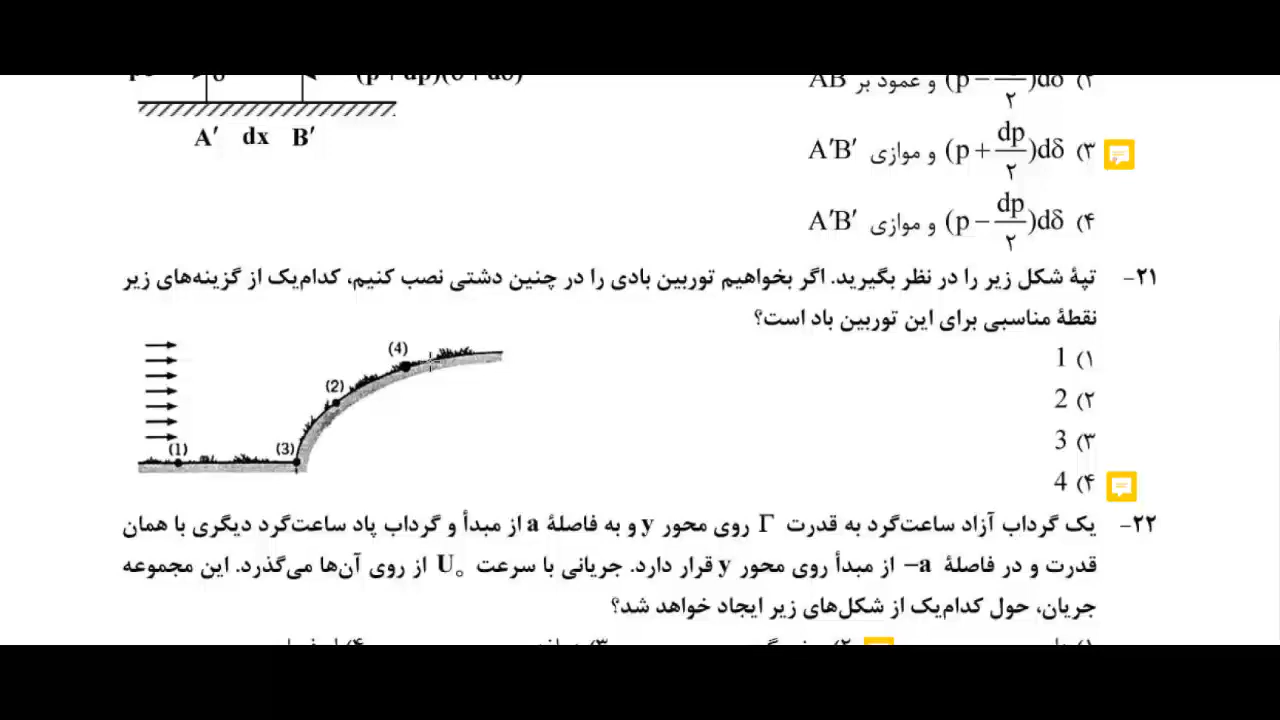 (p + dp)(δ + dδ)
A′ dx B′
(p − /۲)dδ و عمود بر AB
۳) (p + dp/۲)dδ و موازی A′B′
۴) (p − dp/۲)dδ و موازی A′B′
۲۱- تپهٔ شکل زیر را در نظر بگیرید. اگر بخواهیم توربین بادی را در چنین دشتی نصب کنیم، کدام‌یک از گزینه‌های زیر
نقطهٔ مناسبی برای این توربین باد است؟
۱) 1
۲) 2
۳) 3
۴) 4
(4)
(2)
(3)
(1)
۲۲- یک گرداب آزاد ساعت‌گرد به قدرت Γ روی محور y و به فاصلهٔ a از مبدأ و گرداب پاد ساعت‌گرد دیگری با همان
قدرت و در فاصلهٔ −a از مبدأ روی محور y قرار دارد. جریانی با سرعت U₀ از روی آن‌ها می‌گذرد. این مجموعه
جریان، حول کدام‌یک از شکل‌های زیر ایجاد خواهد شد؟